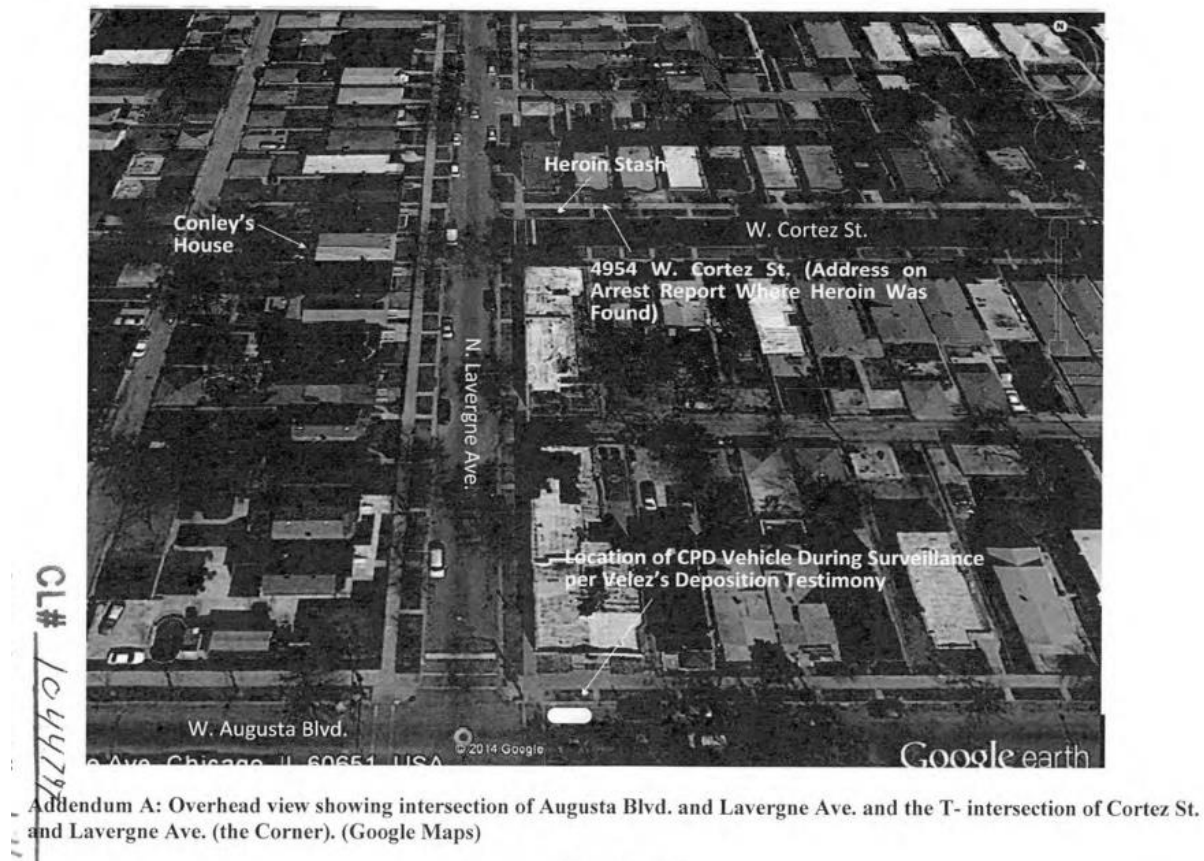 N
Heroin Stash
Conley's
House
W. Cortez St.
4954 W. Cortez St. (Address on
Arrest Report Where Heroin Was
Found)
N. Lavergne Ave.
Location of CPD Vehicle During Surveillance
per Velez's Deposition Testimony
W. Augusta Blvd.
© 2014 Google
Ave, Chicago, IL 60651, USA
Google earth
CL#
Addendum A: Overhead view showing intersection of Augusta Blvd. and Lavergne Ave. and the T- intersection of Cortez St.
and Lavergne Ave. (the Corner). (Google Maps)